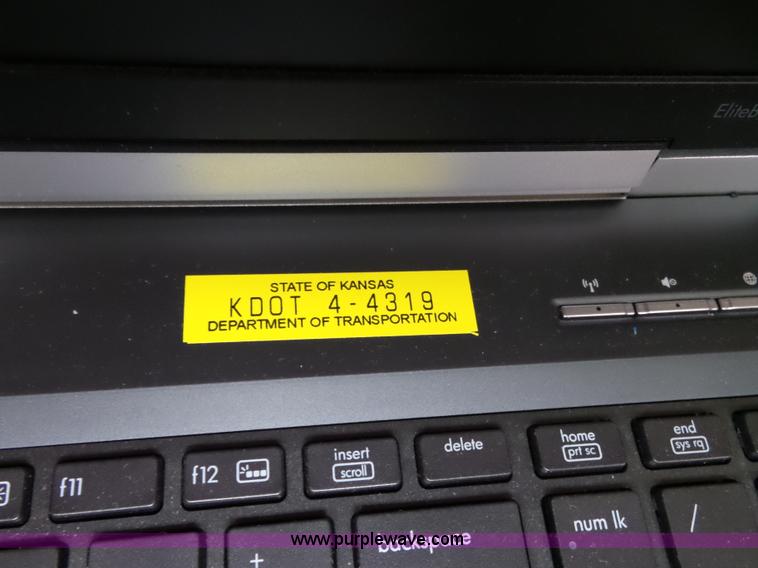 EliteB
STATE OF KANSAS
KDOT 4-4319
DEPARTMENT OF TRANSPORTATION
f11
f12
insert
scroll
delete
home
prt sc
end
sys rq
+
backspace
num lk
/
www.purplewave.com